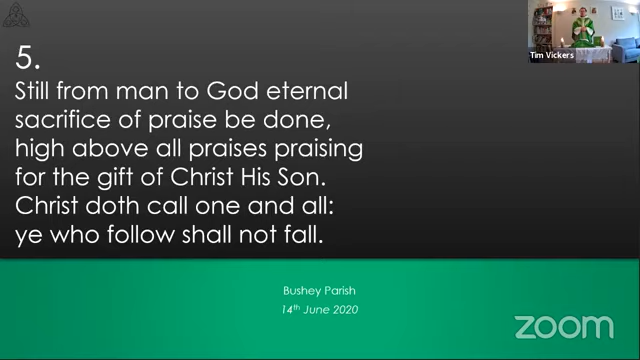 5.
Still from man to God eternal
sacrifice of praise be done,
high above all praises praising
for the gift of Christ His Son.
Christ doth call one and all:
ye who follow shall not fall.
Tim Vickers
Bushey Parish
14th June 2020
zoom